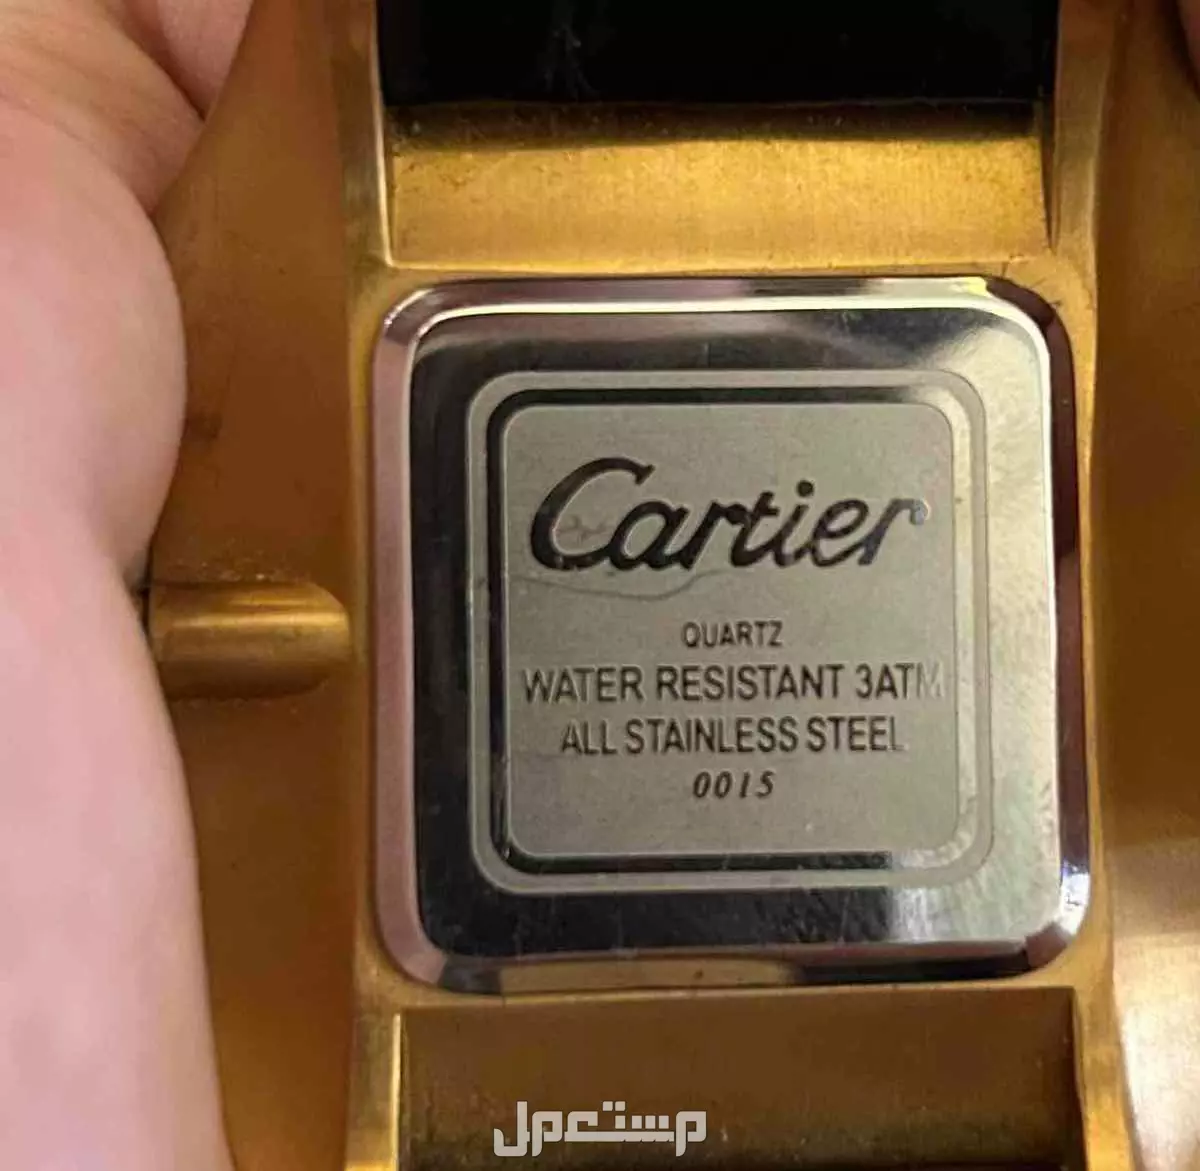 Cartier
QUARTZ
WATER RESISTANT 3ATM
ALL STAINLESS STEEL
0015
مستعمل